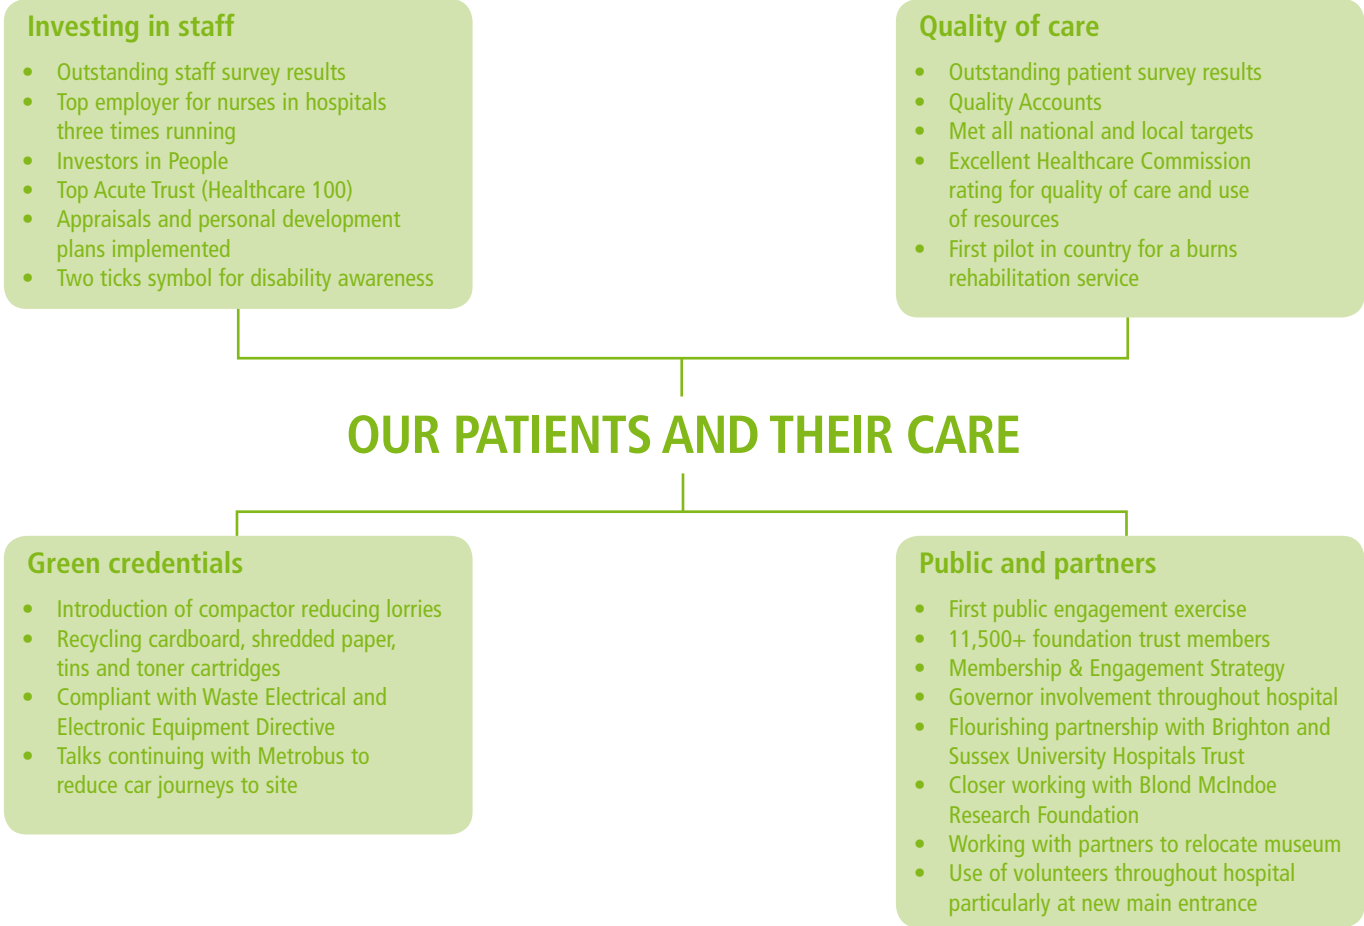 Investing in staff
• Outstanding staff survey results
• Top employer for nurses in hospitals
three times running
• Investors in People
• Top Acute Trust (Healthcare 100)
• Appraisals and personal development
plans implemented
• Two ticks symbol for disability awareness
Quality of care
• Outstanding patient survey results
• Quality Accounts
• Met all national and local targets
• Excellent Healthcare Commission
rating for quality of care and use
of resources
• First pilot in country for a burns
rehabilitation service
OUR PATIENTS AND THEIR CARE
Green credentials
• Introduction of compactor reducing lorries
• Recycling cardboard, shredded paper,
tins and toner cartridges
• Compliant with Waste Electrical and
Electronic Equipment Directive
• Talks continuing with Metrobus to
reduce car journeys to site
Public and partners
• First public engagement exercise
• 11,500+ foundation trust members
• Membership & Engagement Strategy
• Governor involvement throughout hospital
• Flourishing partnership with Brighton and
Sussex University Hospitals Trust
• Closer working with Blond McIndoe
Research Foundation
• Working with partners to relocate museum
• Use of volunteers throughout hospital
particularly at new main entrance